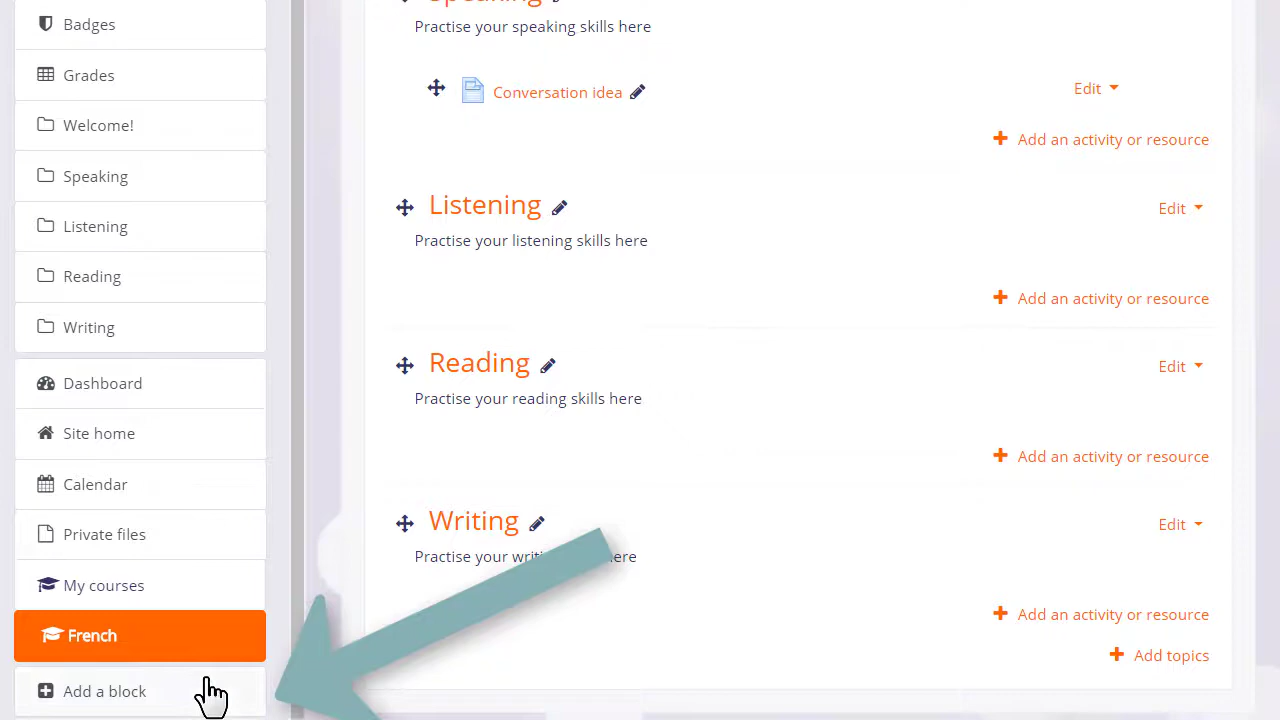 Badges
Grades
Welcome!
Speaking
Listening
Reading
Writing
Dashboard
Site home
Calendar
Private files
My courses
French
Add a block
Speaking
Practise your speaking skills here
Conversation idea
Edit
Add an activity or resource
Listening
Edit
Practise your listening skills here
Add an activity or resource
Reading
Edit
Practise your reading skills here
Add an activity or resource
Writing
Edit
Practise your here
Add an activity or resource
Add topics